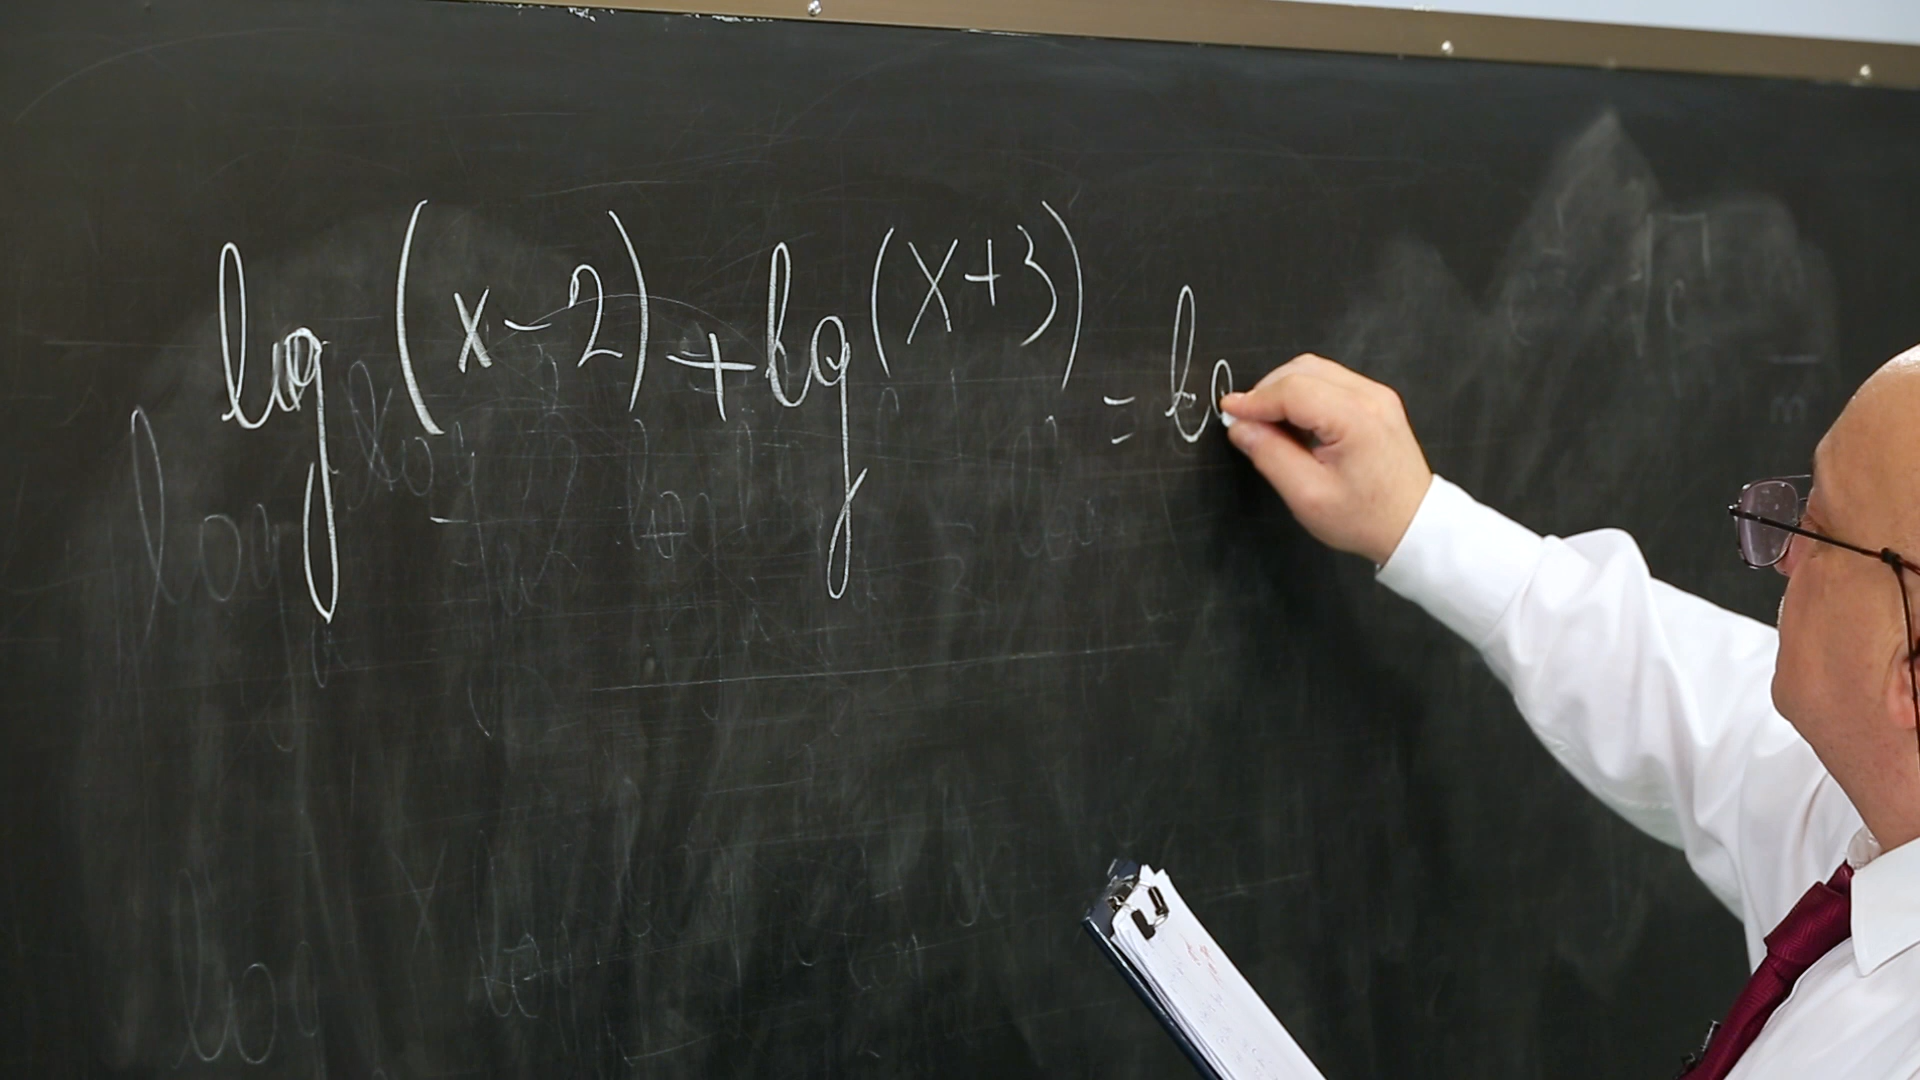 log (x-2) + log (x+3) = lo